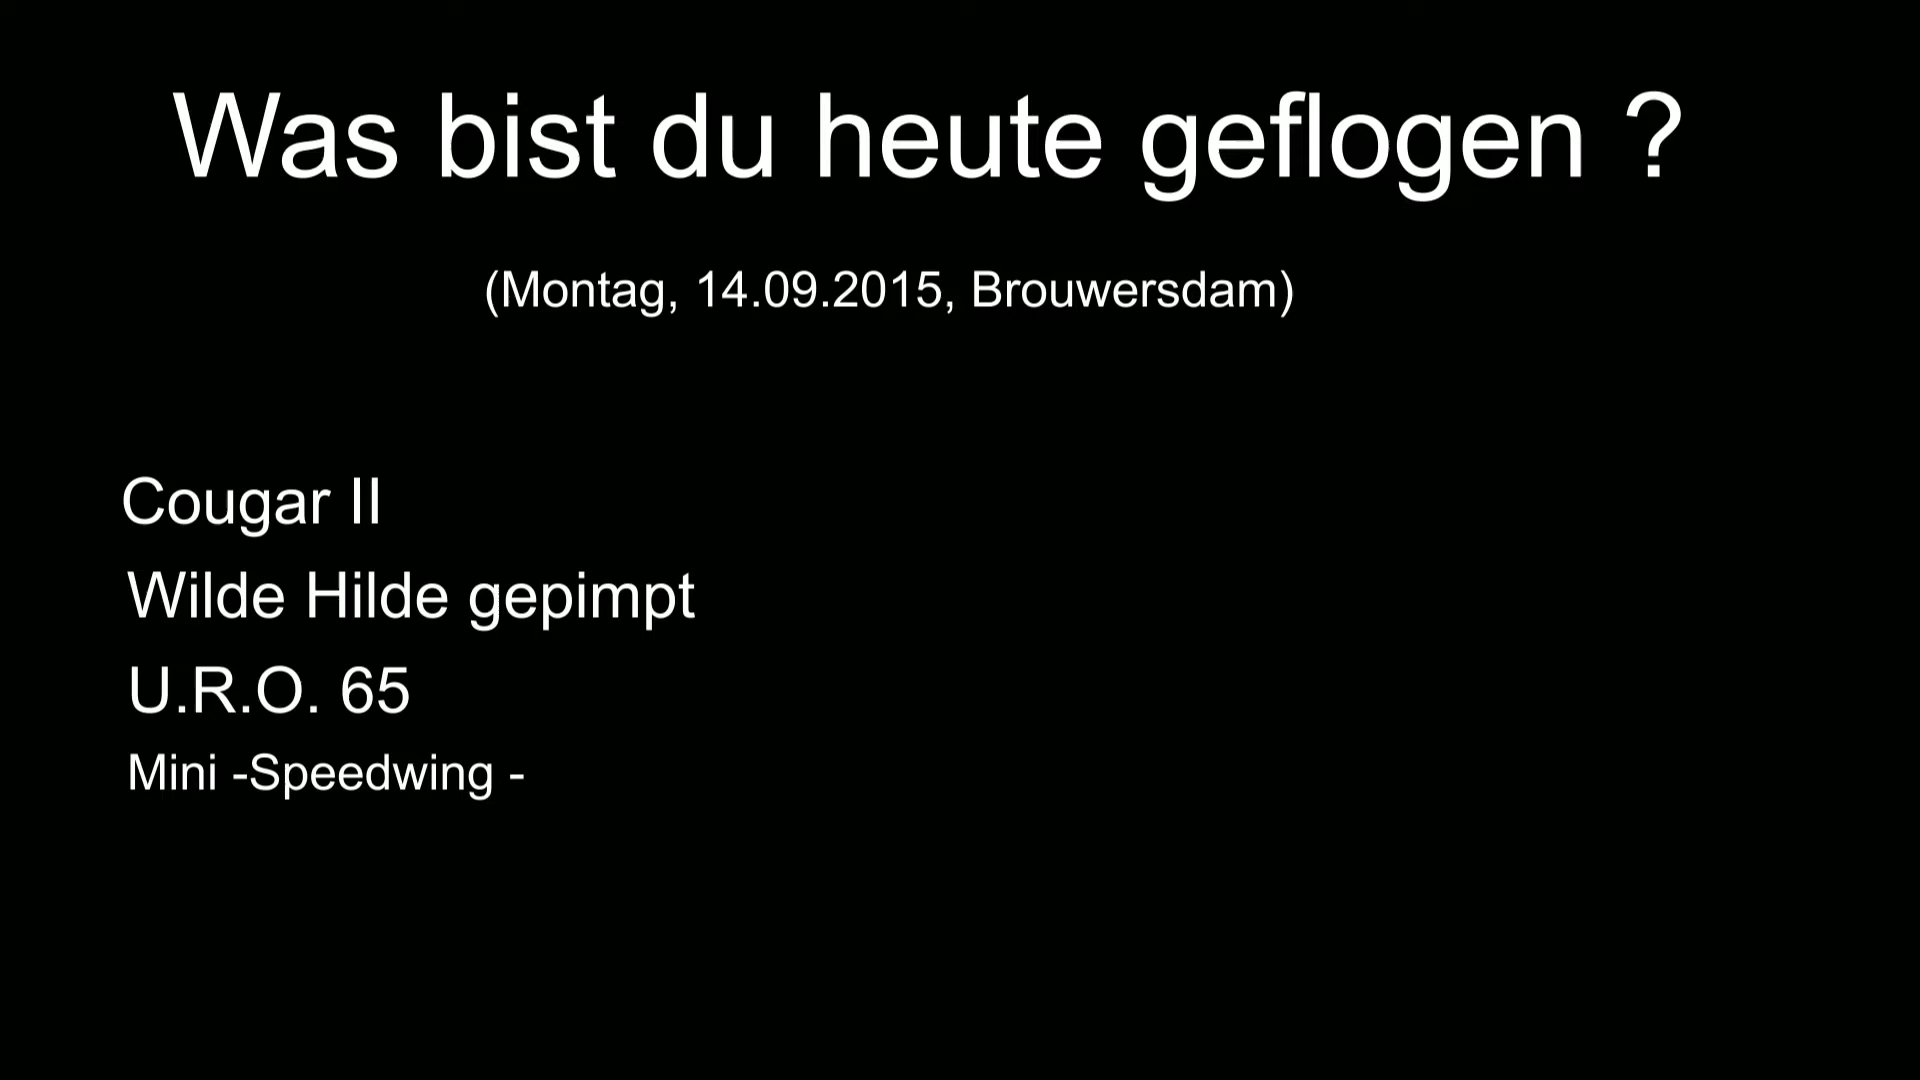 Was bist du heute geflogen ?
(Montag, 14.09.2015, Brouwersdam)
Cougar II
Wilde Hilde gepimpt
U.R.O. 65
Mini -Speedwing -